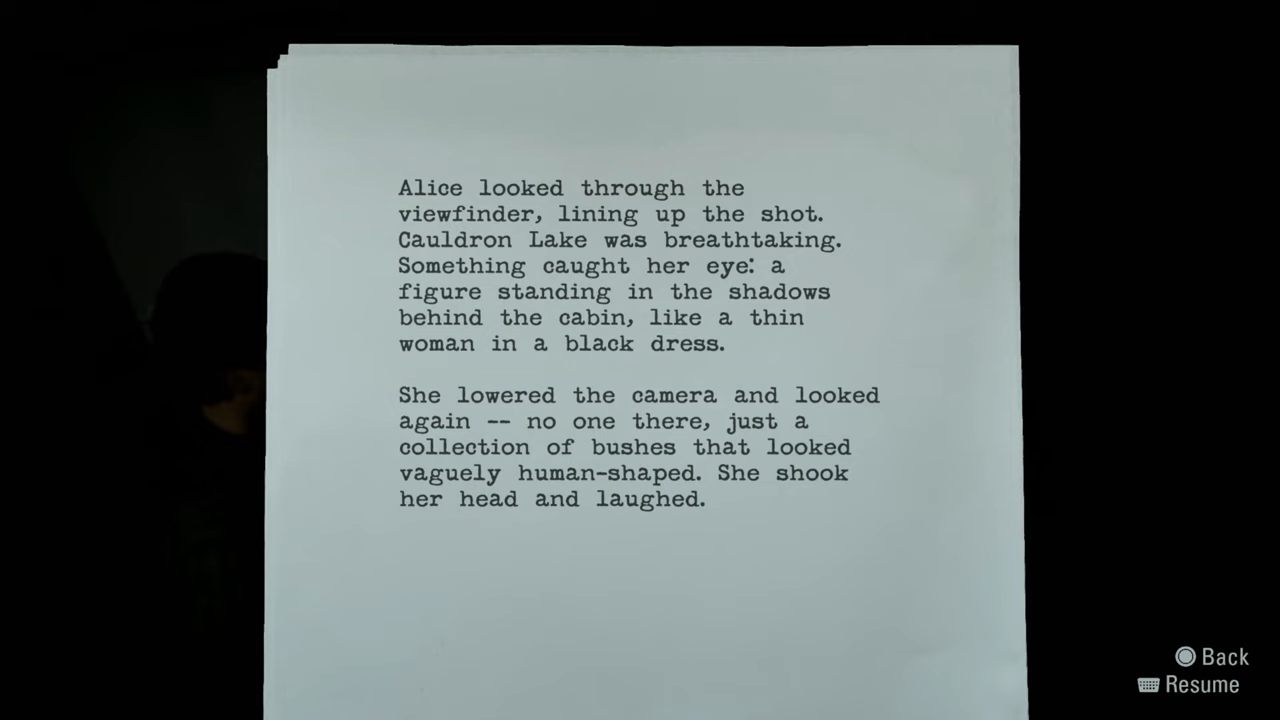 Alice looked through the
viewfinder, lining up the shot.
Cauldron Lake was breathtaking.
Something caught her eye: a
figure standing in the shadows
behind the cabin, like a thin
woman in a black dress.
She lowered the camera and looked
again -- no one there, just a
collection of bushes that looked
vaguely human-shaped. She shook
her head and laughed.
Back
Resume